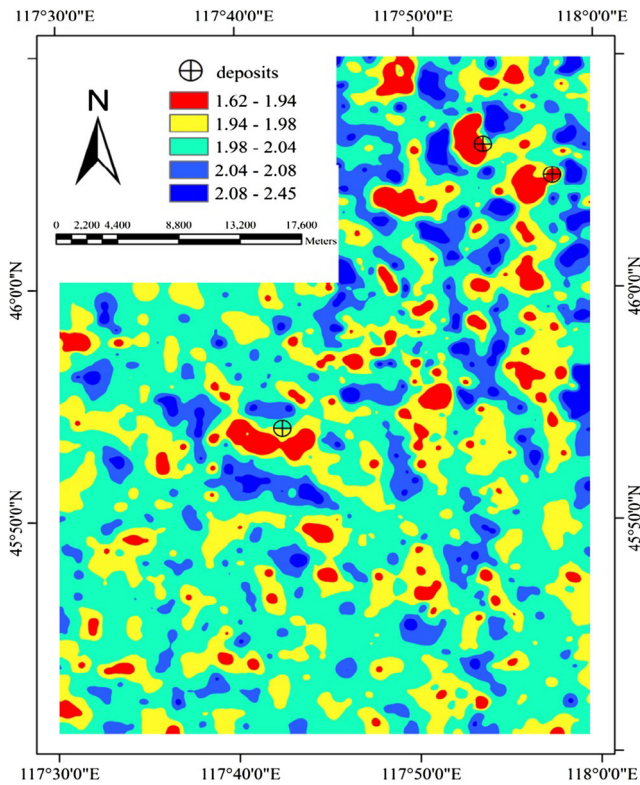 117°30'0"E 117°40'0"E 117°50'0"E 118°0'0"E
N
deposits
1.62 - 1.94
1.94 - 1.98
1.98 - 2.04
2.04 - 2.08
2.08 - 2.45
0 2,200 4,400 8,800 13,200 17,600
Meters
46°0'0"N 46°0'0"N
45°50'0"N 45°50'0"N
117°30'0"E 117°40'0"E 117°50'0"E 118°0'0"E